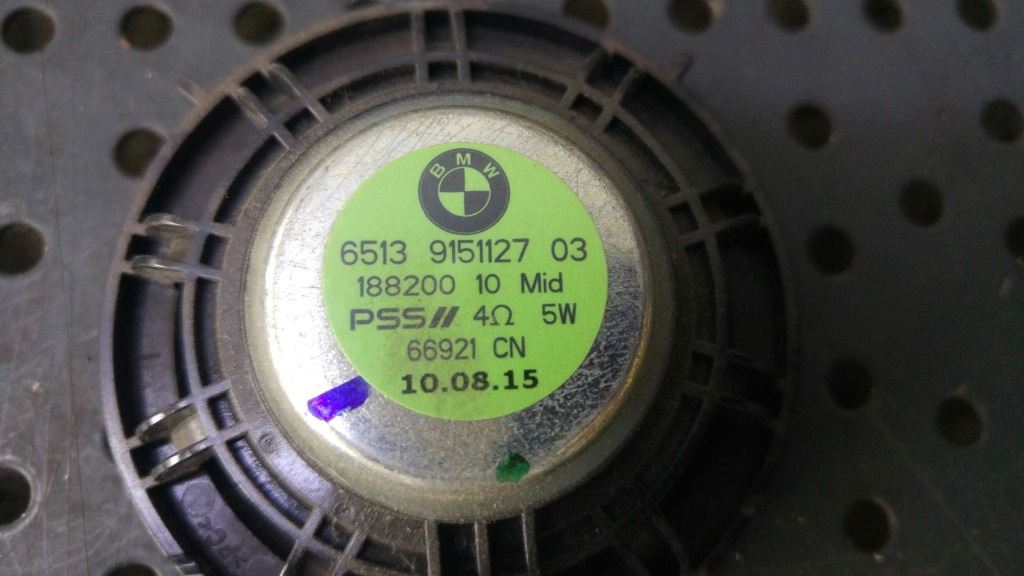 BMW
6513 9151127 03
188200 10 Mid
PSS// 4Ω 5W
66921 CN
10.08.15